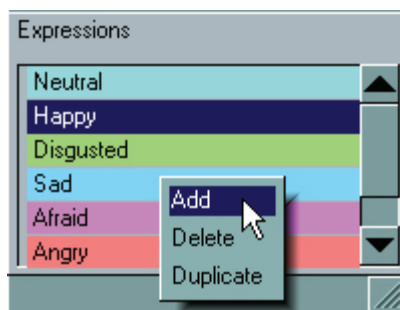 Expressions
Neutral
Happy
Disgusted
Sad
Afraid
Angry
Add
Delete
Duplicate